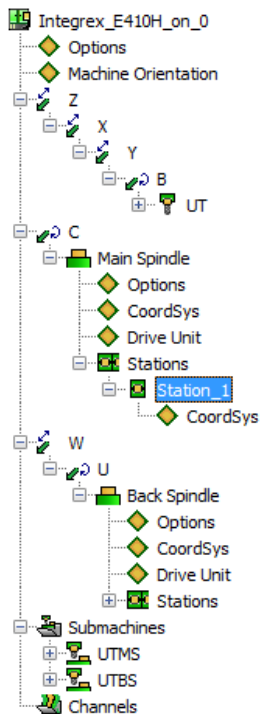 Integrex_E410H_on_0
Options
Machine Orientation
Z
X
Y
B
UT
C
Main Spindle
Options
CoordSys
Drive Unit
Stations
Station_1
CoordSys
W
U
Back Spindle
Options
CoordSys
Drive Unit
Stations
Submachines
UTMS
UTBS
Channels